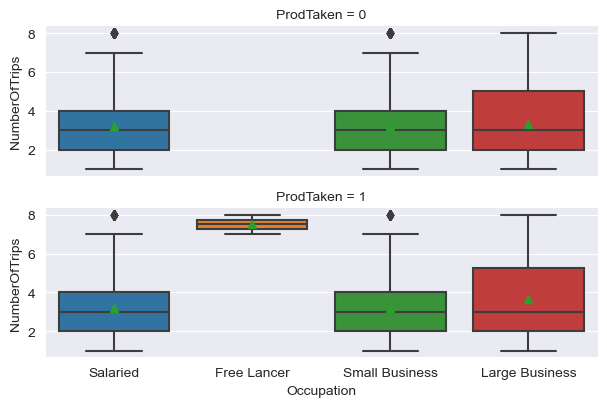 ProdTaken = 0
NumberOfTrips
8
6
4
2
ProdTaken = 1
NumberOfTrips
8
6
4
2
Salaried Free Lancer Small Business Large Business
Occupation